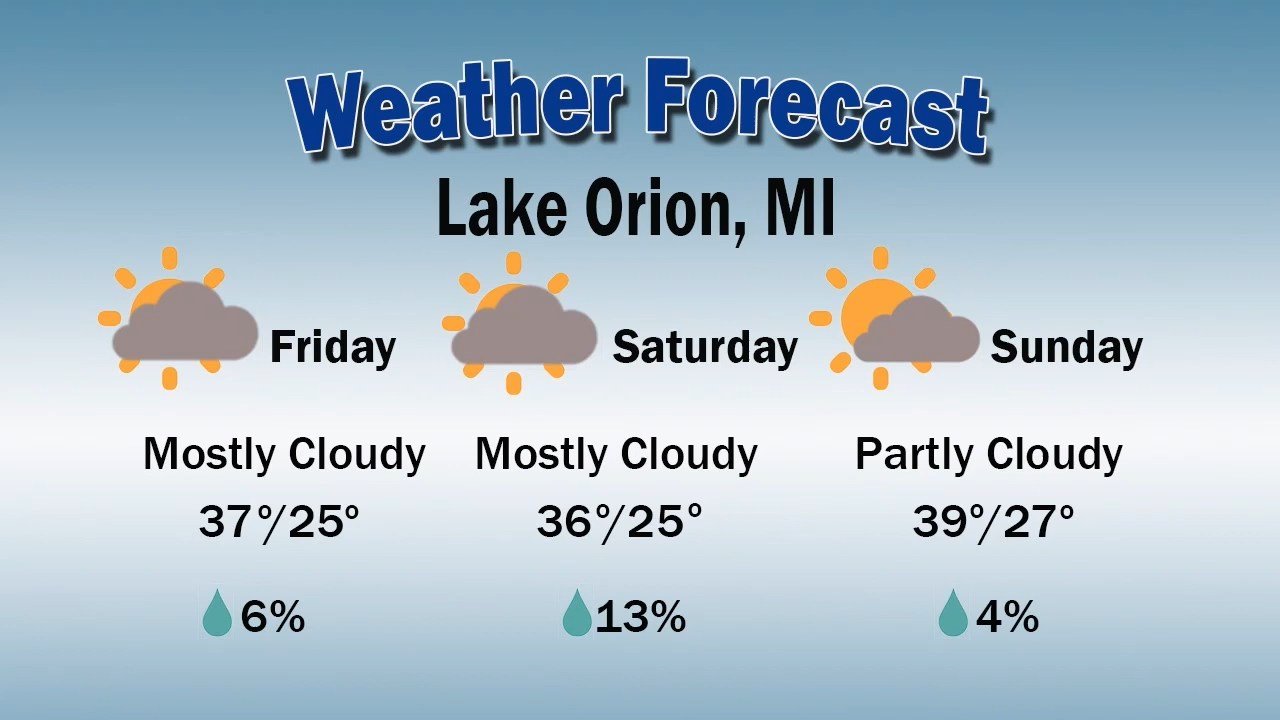 Weather Forecast
Lake Orion, MI
Friday
Saturday
Sunday
Mostly Cloudy
Mostly Cloudy
Partly Cloudy
37°/25°
36°/25°
39°/27°
6%
13%
4%